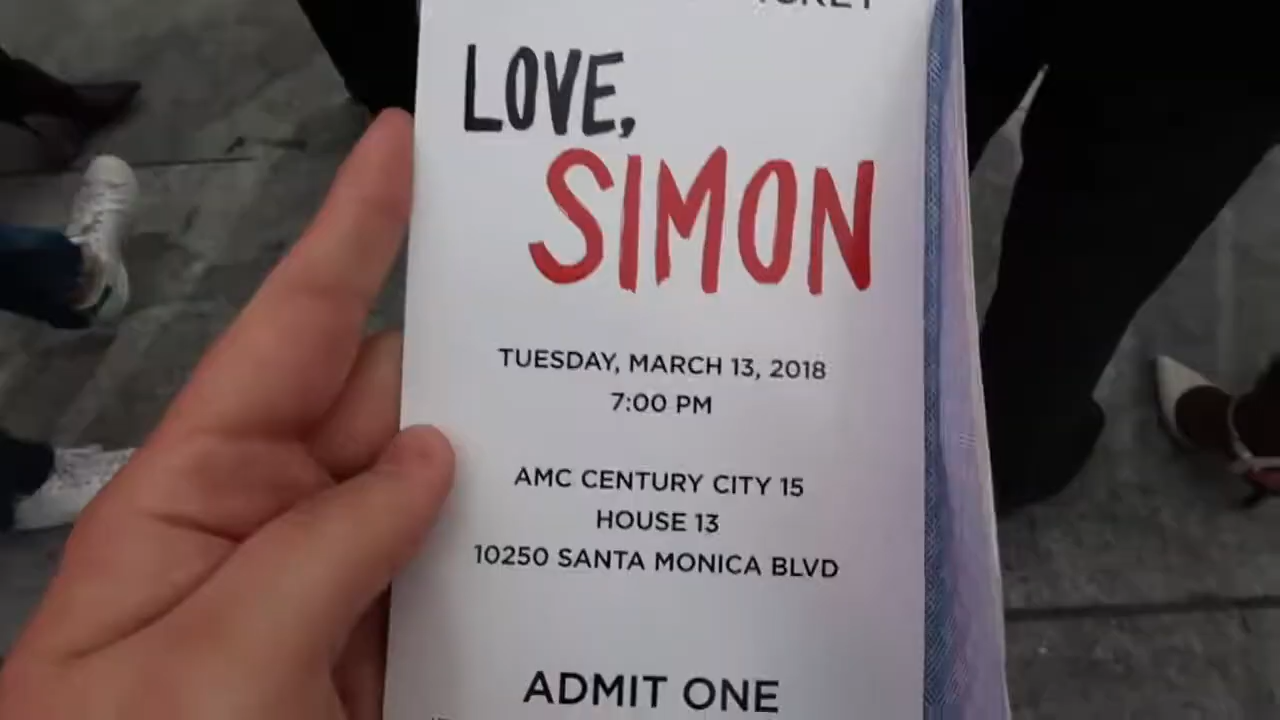 LOVE,
SIMON
TUESDAY, MARCH 13, 2018
7:00 PM
AMC CENTURY CITY 15
HOUSE 13
10250 SANTA MONICA BLVD
ADMIT ONE